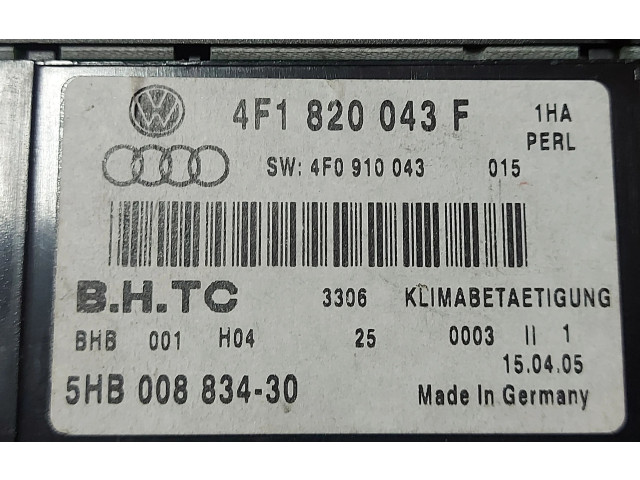 4F1 820 043 F 1HA
PERL
SW: 4F0 910 043 015
B.H.TC 3306 KLIMABETAETIGUNG
BHB 001 H04 25 0003 II 1
15.04.05
5HB 008 834-30 Made In Germany